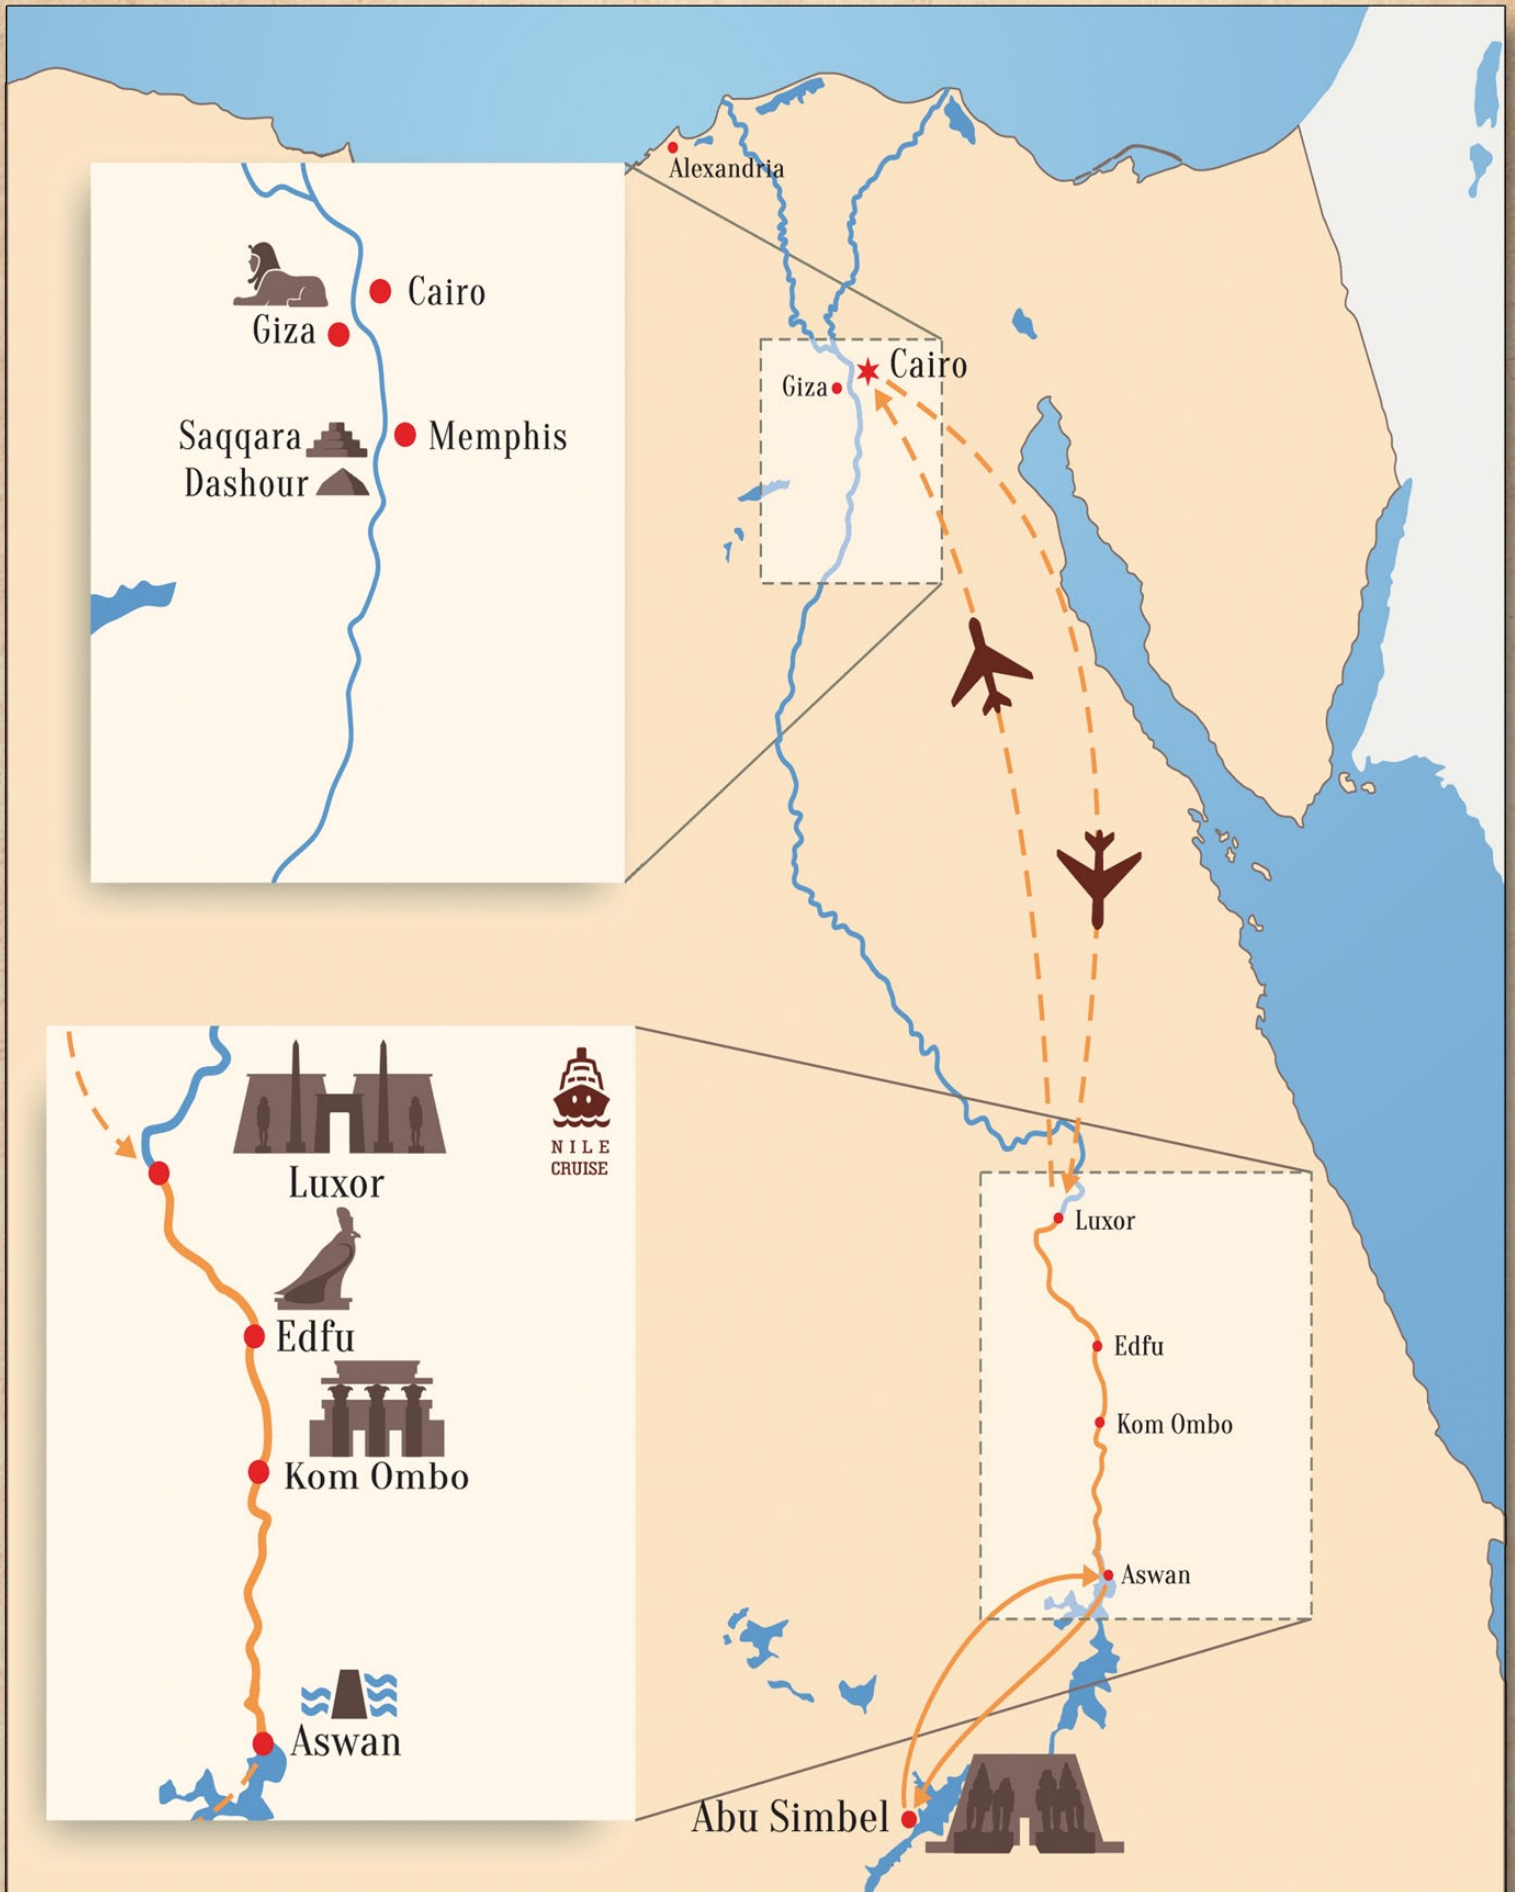 Alexandria
Cairo
Giza
Saqqara
Memphis
Dashour
Cairo
Giza
NILE
CRUISE
Luxor
Edfu
Kom Ombo
Aswan
Luxor
Edfu
Kom Ombo
Aswan
Abu Simbel